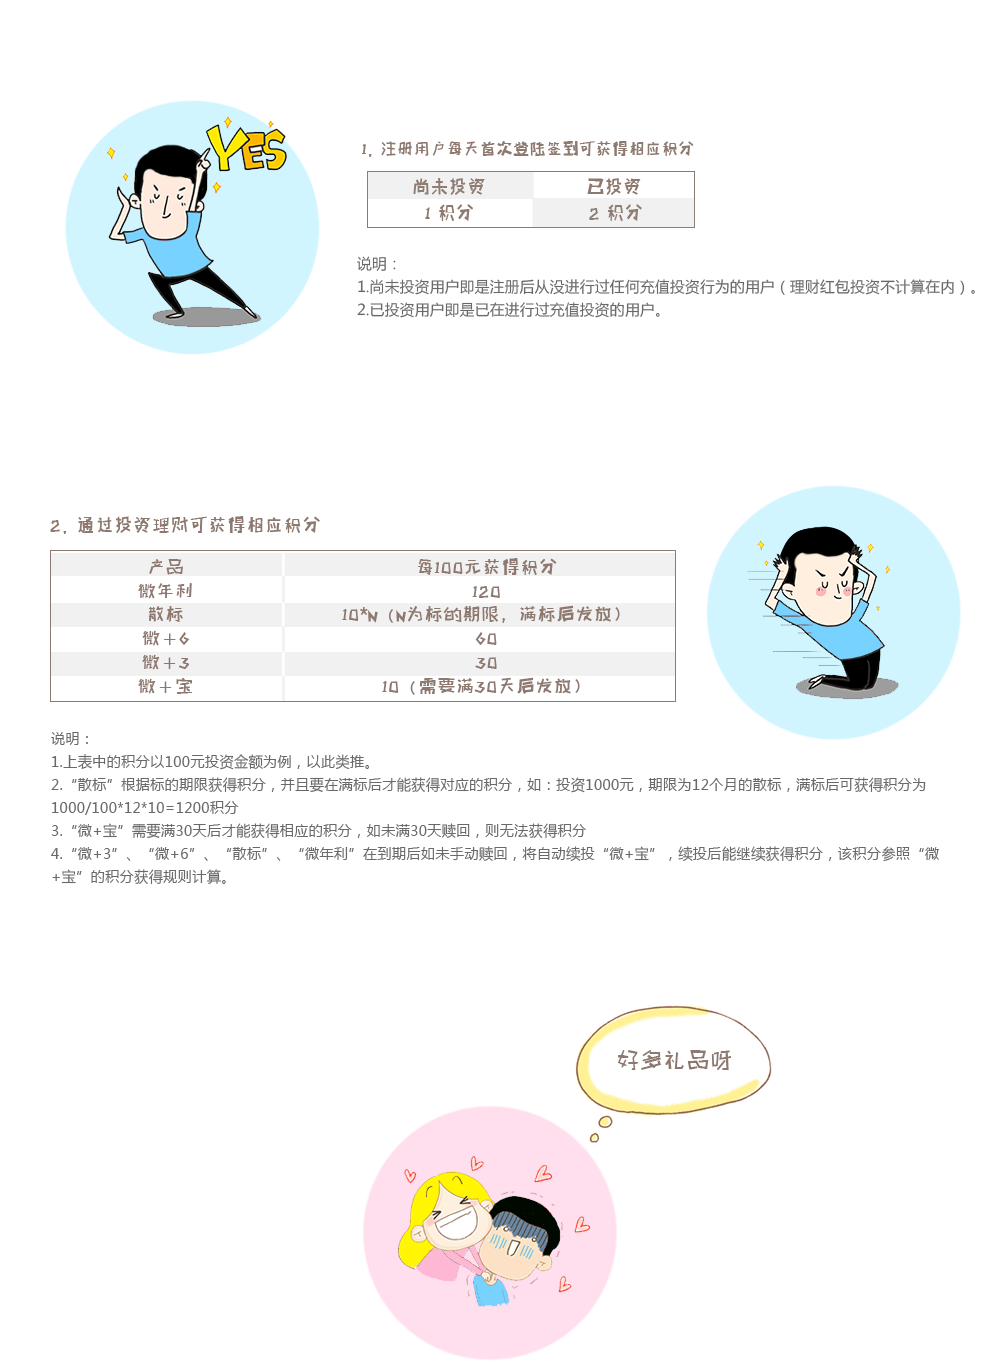 YES
1, 注册用户每天首次登陆签到可获得相应积分
尚未投资 已投资
1 积分 2 积分
说明：
1.尚未投资用户即是注册后从没进行过任何充值投资行为的用户（理财红包投资不计算在内）。
2.已投资用户即是已在进行过充值投资的用户。
2, 通过投资理财可获得相应积分
产品 每100元获得积分
微年利 120
散标 10*N（N为标的期限，满标后发放）
微+6 60
微+3 30
微+宝 10（需要满30天后发放）
说明：
1.上表中的积分以100元投资金额为例，以此类推。
2.“散标”根据标的期限获得积分，并且要在满标后才能获得对应的积分，如：投资1000元，期限为12个月的散标，满标后可获得积分为
1000/100*12*10=1200积分
3.“微+宝”需要满30天后才能获得相应的积分，如未满30天赎回，则无法获得积分
4.“微+3”、“微+6”、“散标”、“微年利”在到期后如未手动赎回，将自动续投“微+宝”，续投后能继续获得积分，该积分参照“微
+宝”的积分获得规则计算。
好多礼品呀